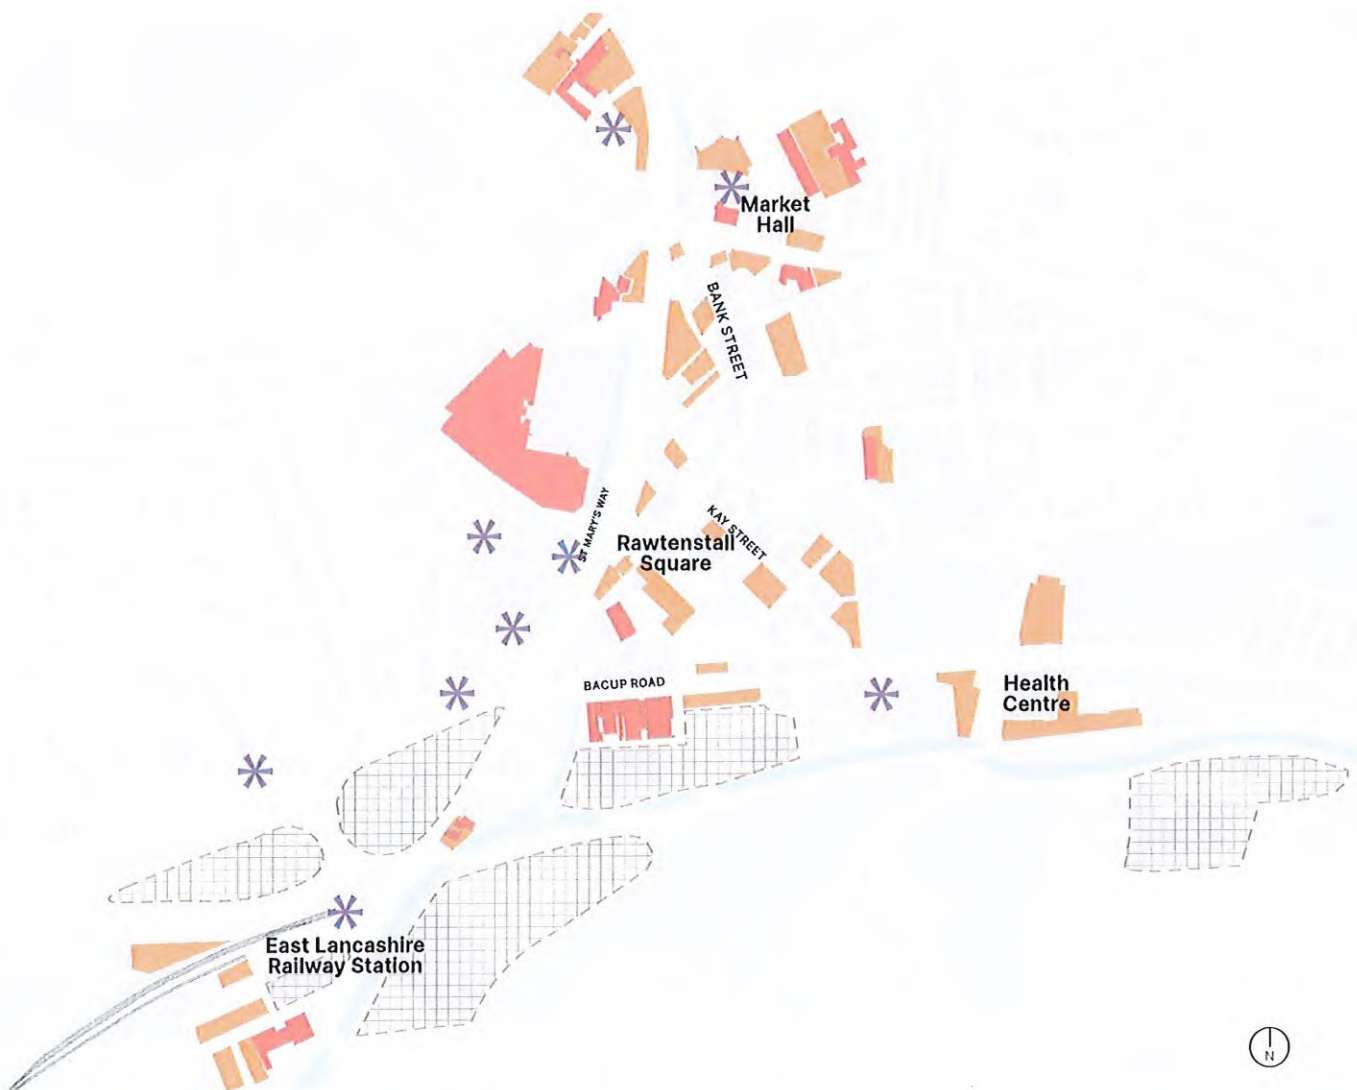 Market
Hall
BANK STREET
ST MARY'S WAY
KAY STREET
Rawtenstall
Square
BACUP ROAD
Health
Centre
East Lancashire
Railway Station
N